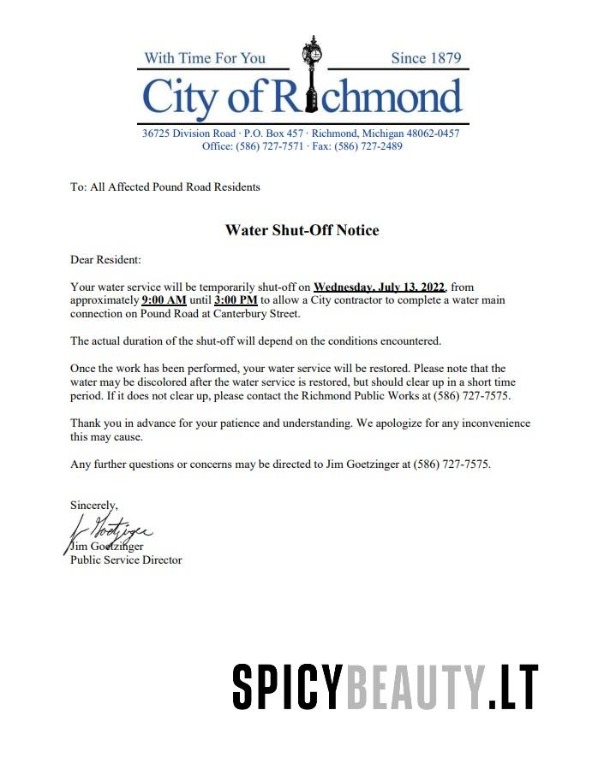 With Time For You Since 1879
City of Richmond
36725 Division Road · P.O. Box 457 · Richmond, Michigan 48062-0457
Office: (586) 727-7571 · Fax: (586) 727-2489
To: All Affected Pound Road Residents
Water Shut-Off Notice
Dear Resident:
Your water service will be temporarily shut-off on Wednesday, July 13, 2022, from
approximately 9:00 AM until 3:00 PM to allow a City contractor to complete a water main
connection on Pound Road at Canterbury Street.
The actual duration of the shut-off will depend on the conditions encountered.
Once the work has been performed, your water service will be restored. Please note that the
water may be discolored after the water service is restored, but should clear up in a short time
period. If it does not clear up, please contact the Richmond Public Works at (586) 727-7575.
Thank you in advance for your patience and understanding. We apologize for any inconvenience
this may cause.
Any further questions or concerns may be directed to Jim Goetzinger at (586) 727-7575.
Sincerely,
J Goetzinger
Jim Goetzinger
Public Service Director
SPICYBEAUTY.LT